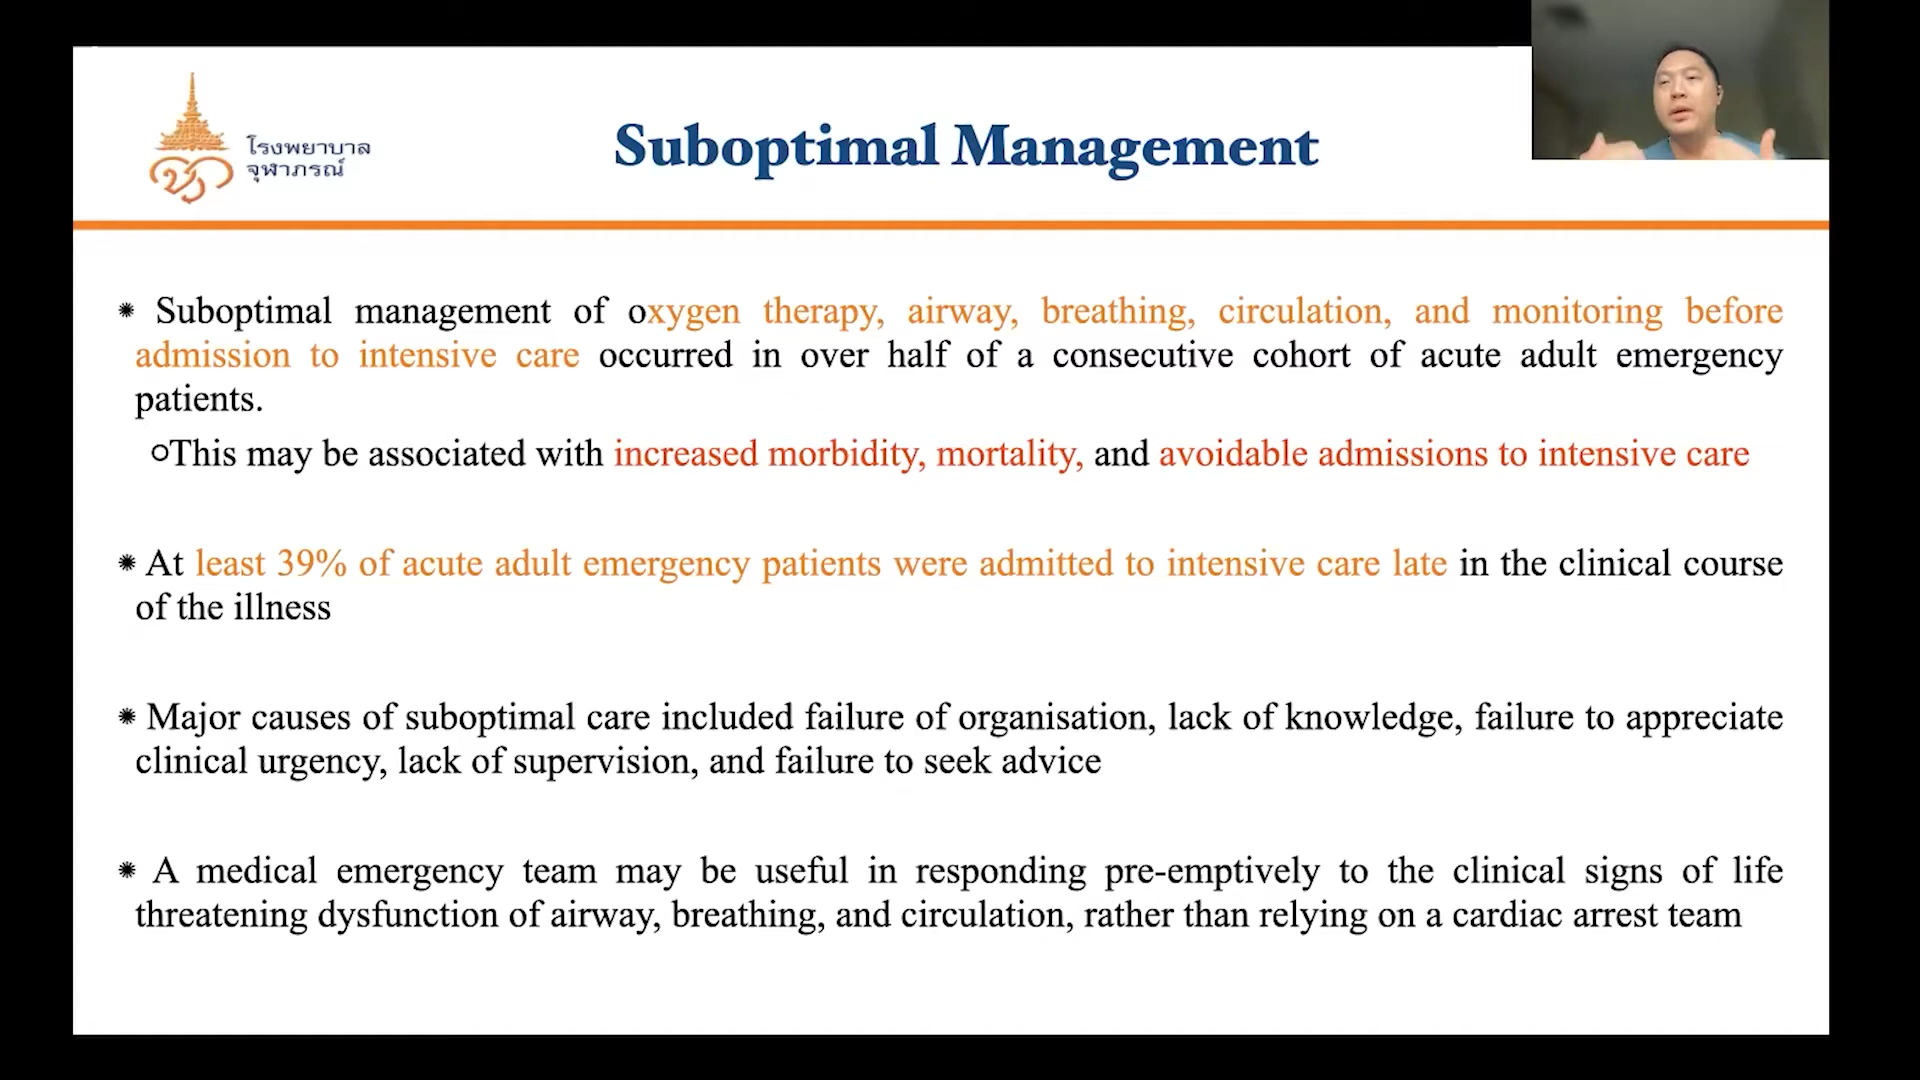 โรงพยาบาล
จุฬาภรณ์
Suboptimal Management
⁕ Suboptimal management of oxygen therapy, airway, breathing, circulation, and monitoring before
admission to intensive care occurred in over half of a consecutive cohort of acute adult emergency
patients.
○This may be associated with increased morbidity, mortality, and avoidable admissions to intensive care
⁕ At least 39% of acute adult emergency patients were admitted to intensive care late in the clinical course
of the illness
⁕ Major causes of suboptimal care included failure of organisation, lack of knowledge, failure to appreciate
clinical urgency, lack of supervision, and failure to seek advice
⁕ A medical emergency team may be useful in responding pre-emptively to the clinical signs of life
threatening dysfunction of airway, breathing, and circulation, rather than relying on a cardiac arrest team